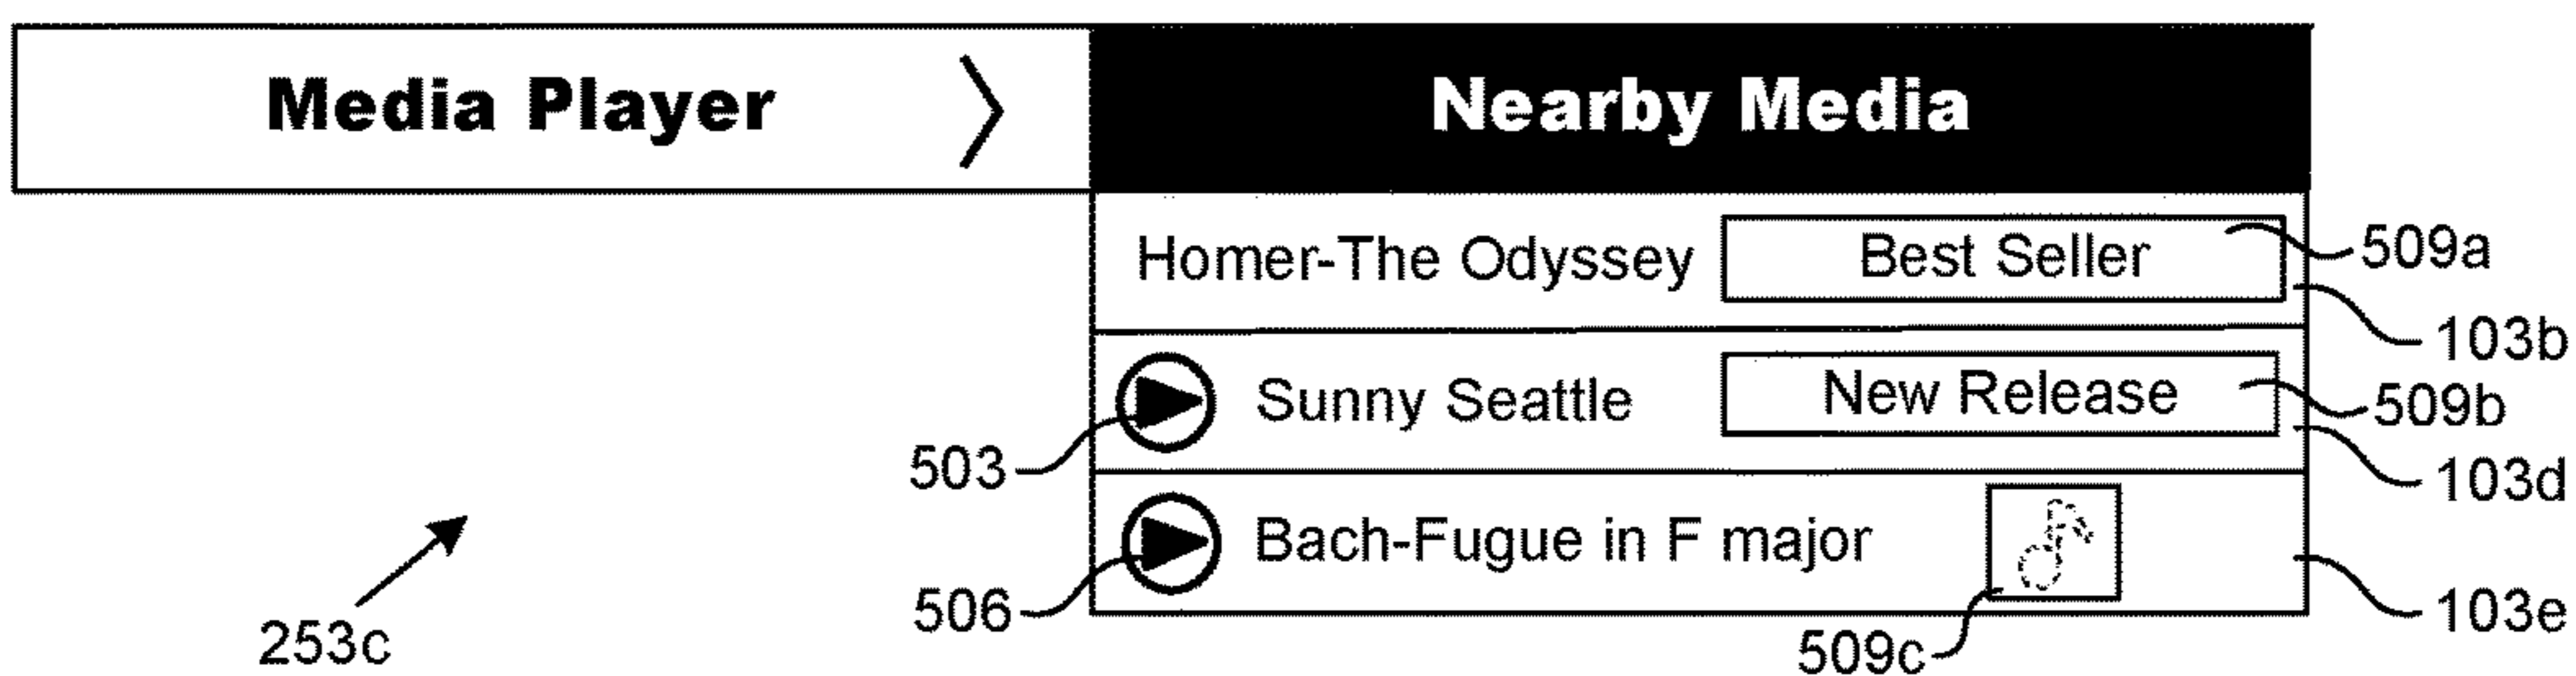 Media Player
Nearby Media
Homer-The Odyssey
Best Seller
509a
103b
Sunny Seattle
New Release
509b
503
103d
Bach-Fugue in F major
506
103e
509c
253c